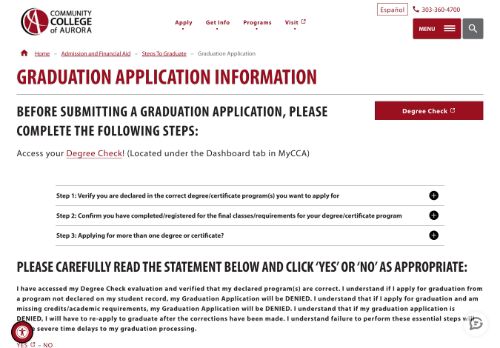 COMMUNITY
COLLEGE
of AURORA
Apply
Get Info
Programs
Visit
Español
303-360-4700
MENU
Home – Admission and Financial Aid – Steps To Graduate – Graduation Application
GRADUATION APPLICATION INFORMATION
BEFORE SUBMITTING A GRADUATION APPLICATION, PLEASE
COMPLETE THE FOLLOWING STEPS:
Degree Check
Access your Degree Check! (Located under the Dashboard tab in MyCCA)
Step 1: Verify you are declared in the correct degree/certificate program(s) you want to apply for
Step 2: Confirm you have completed/registered for the final classes/requirements for your degree/certificate program
Step 3: Applying for more than one degree or certificate?
PLEASE CAREFULLY READ THE STATEMENT BELOW AND CLICK ‘YES’ OR ‘NO’ AS APPROPRIATE:
I have accessed my Degree Check evaluation and verified that my declared program(s) are correct. I understand if I apply for graduation from
a program not declared on my student record, my Graduation Application will be DENIED. I understand that if I apply for graduation and am
missing credits/academic requirements, my Graduation Application will be DENIED. I understand that if my graduation application is
DENIED, I will have to re-apply to graduate after the corrections have been made. I understand failure to perform these essential steps will
severe time delays to my graduation processing.
YES – NO